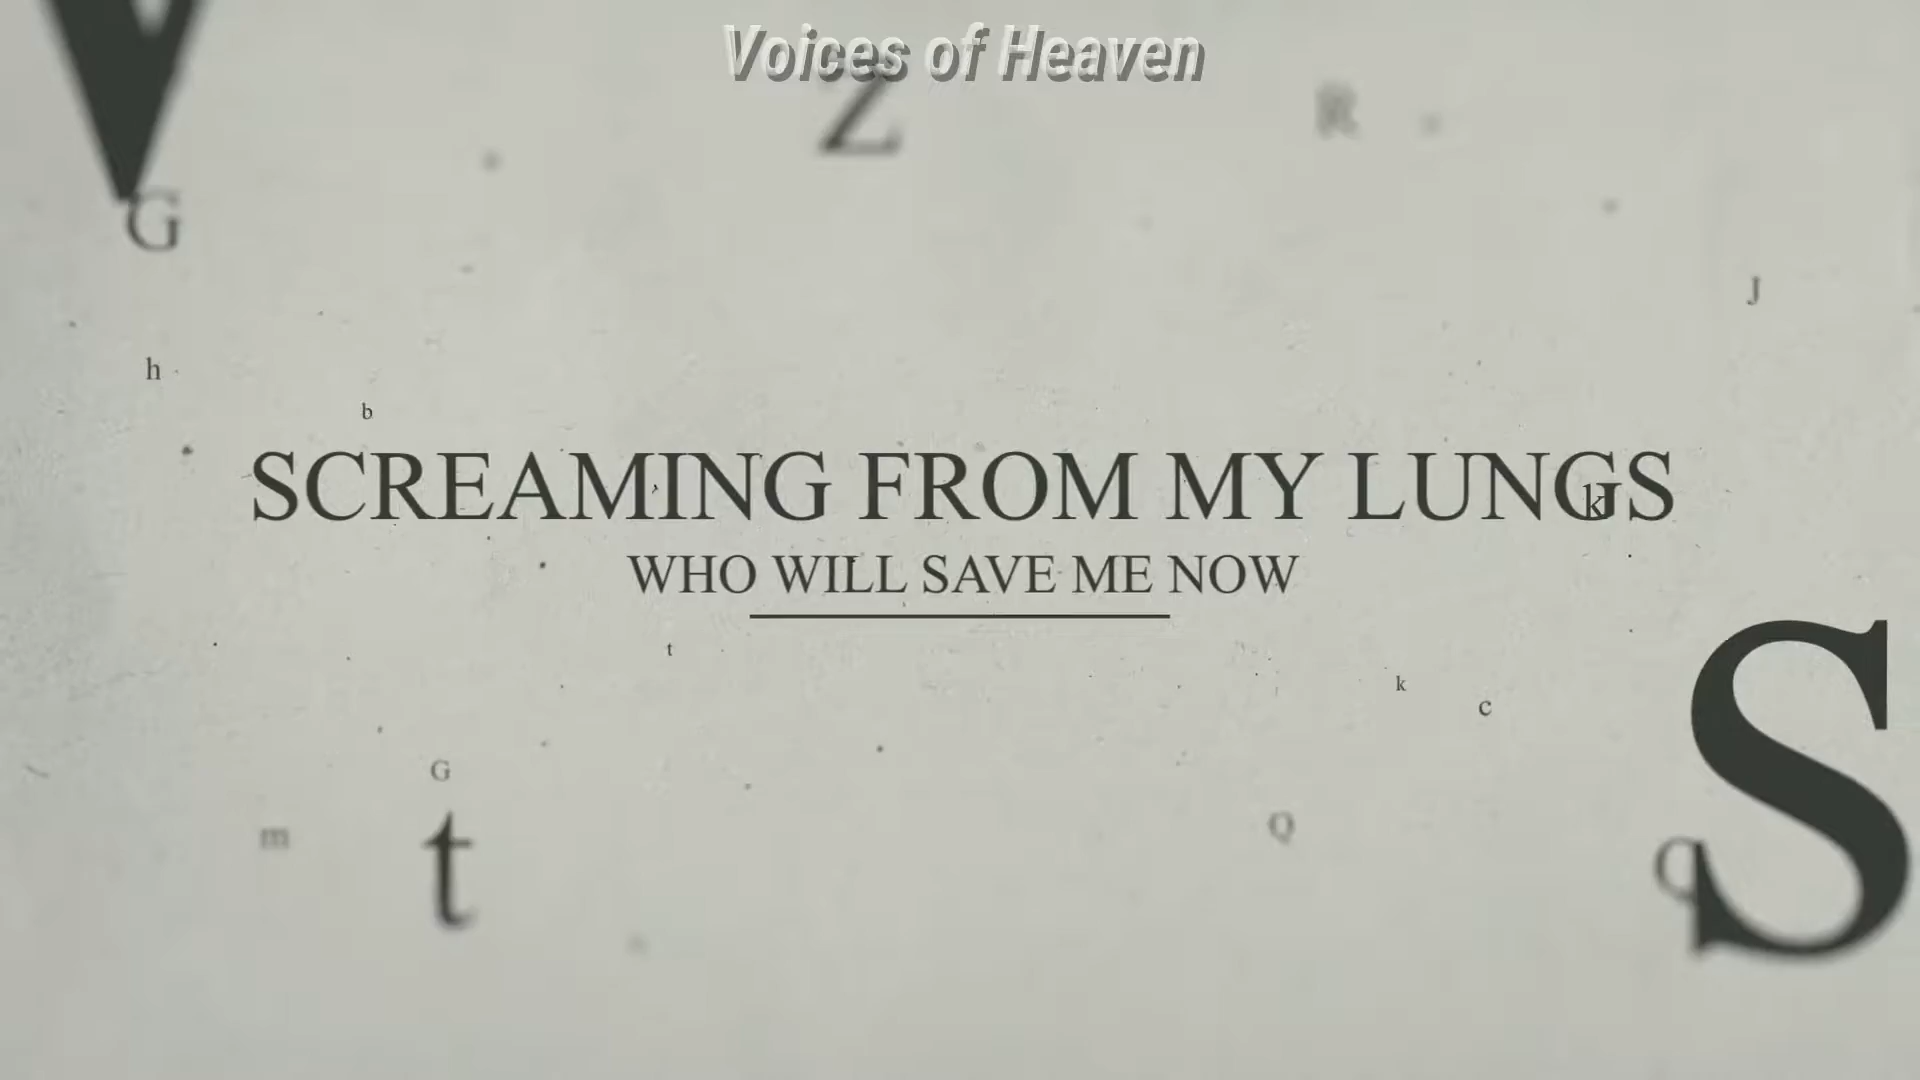 Voices of Heaven
V
Z
R
G
J
h
b
SCREAMING FROM MY LUNGS
k
WHO WILL SAVE ME NOW
t
k
c
S
G
m
t
Q